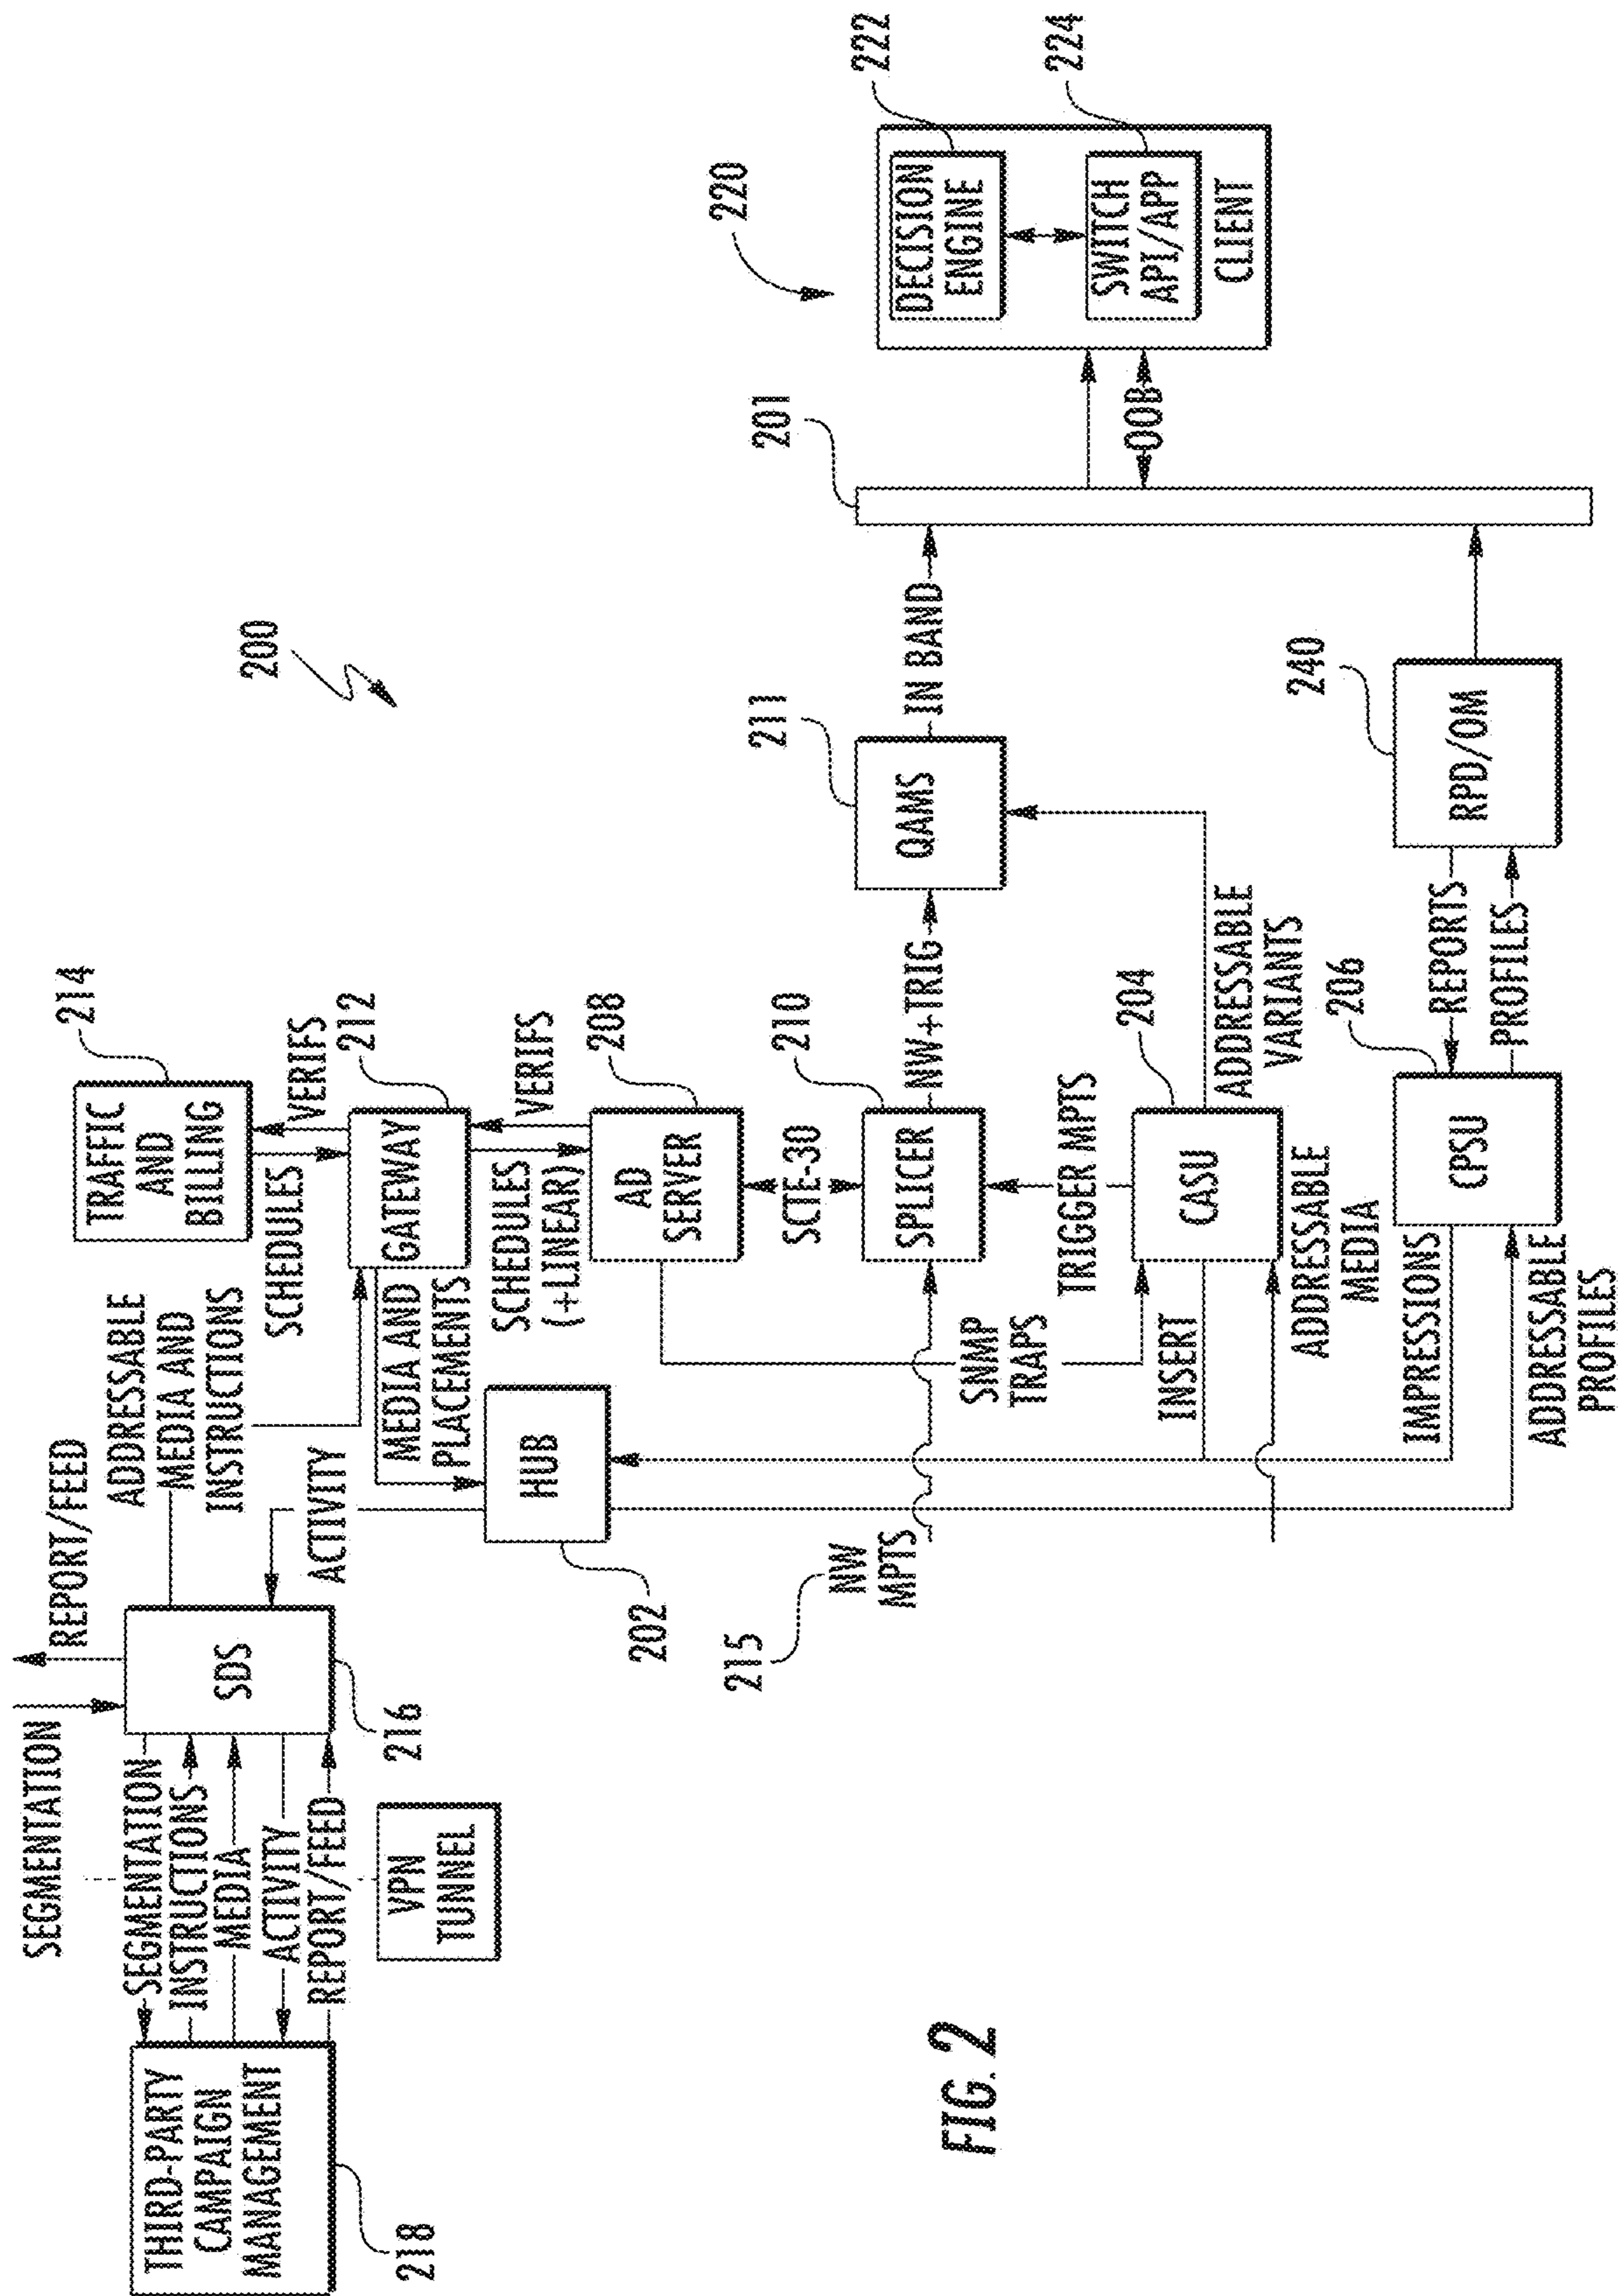 SEGMENTATION
REPORT/FEED
THIRD-PARTY
CAMPAIGN
MANAGEMENT
218
SEGMENTATION
INSTRUCTIONS
MEDIA
ACTIVITY
REPORT/FEED
VPN
TUNNEL
SDS
216
ADDRESSABLE
MEDIA AND
INSTRUCTIONS
ACTIVITY
TRAFFIC
AND
BILLING
214
SCHEDULES
VERIFS
GATEWAY
212
MEDIA AND
PLACEMENTS
SCHEDULES
(+LINEAR)
VERIFS
HUB
202
AD
SERVER
208
200
SCTE-30
SNMP
TRAPS
215
NW
MPTS
SPLICER
210
NW+TRIG
QAMS
211
IN BAND
201
220
DECISION
ENGINE
222
SWITCH
API/APP
224
CLIENT
OOB
TRIGGER MPTS
INSERT
CASU
204
ADDRESSABLE
VARIANTS
ADDRESSABLE
MEDIA
IMPRESSIONS
CPSU
206
REPORTS
PROFILES
RPD/OM
240
ADDRESSABLE
PROFILES
FIG. 2